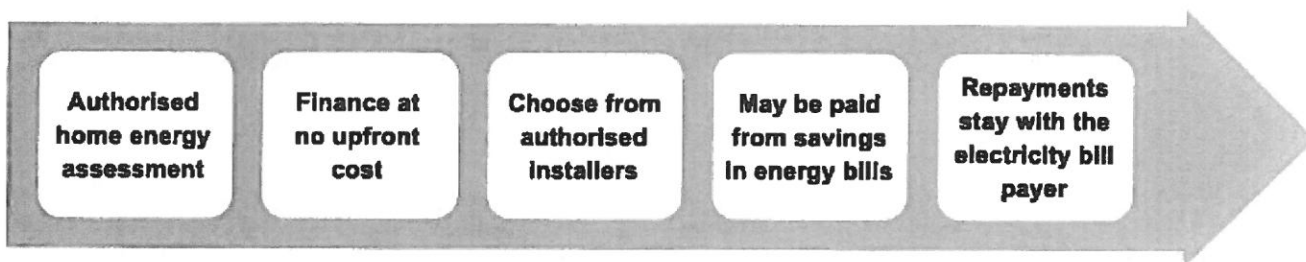 Authorised
home energy
assessment
Finance at
no upfront
cost
Choose from
authorised
installers
May be paid
from savings
in energy bills
Repayments
stay with the
electricity bill
payer